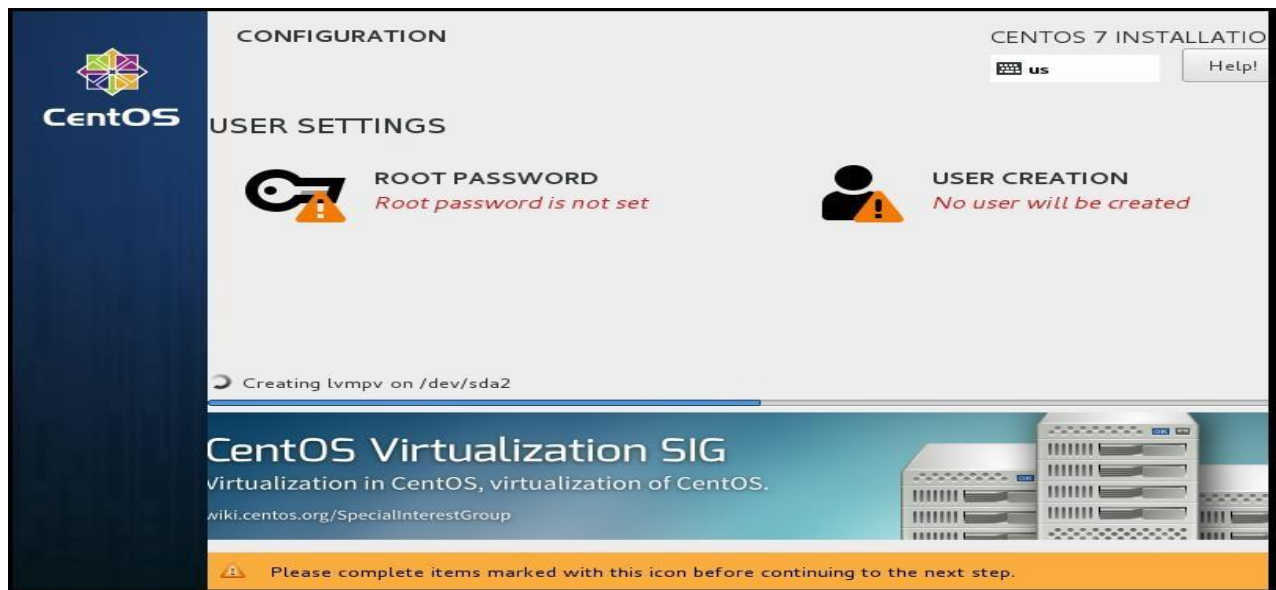 CONFIGURATION
CENTOS 7 INSTALLATIO
us
Help!
CentOS
USER SETTINGS
ROOT PASSWORD
Root password is not set
USER CREATION
No user will be created
Creating lvmpv on /dev/sda2
CentOS Virtualization SIG
Virtualization in CentOS, virtualization of CentOS.
wiki.centos.org/SpecialInterestGroup
OK
OK
Please complete items marked with this icon before continuing to the next step.